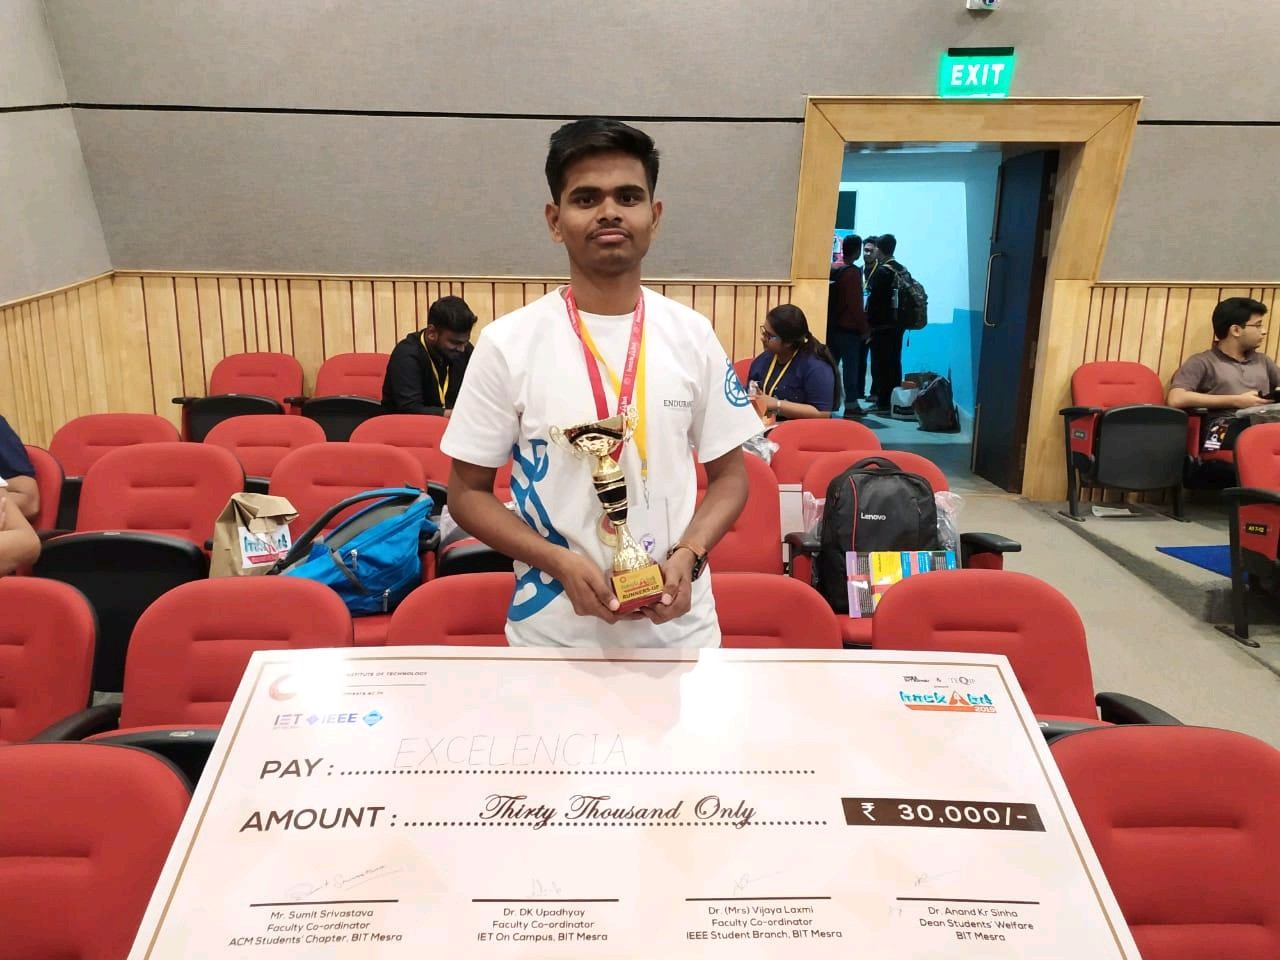 EXIT
ENDURANCE
Lenovo
RUNNERS-UP
INSTITUTE OF TECHNOLOGY
& TEQIP
IET IEEE
hack A bit
2019
PAY : EXCELENCIA
AMOUNT : Thirty Thousand Only ₹ 30,000/-
Mr. Sumit Srivastava
Faculty Co-ordinator
ACM Students' Chapter, BIT Mesra
Dr. DK Upadhyay
Faculty Co-ordinator
IET On Campus, BIT Mesra
Dr. (Mrs) Vijaya Laxmi
Faculty Co-ordinator
IEEE Student Branch, BIT Mesra
Dr. Anand Kr Sinha
Dean Students' Welfare
BIT Mesra